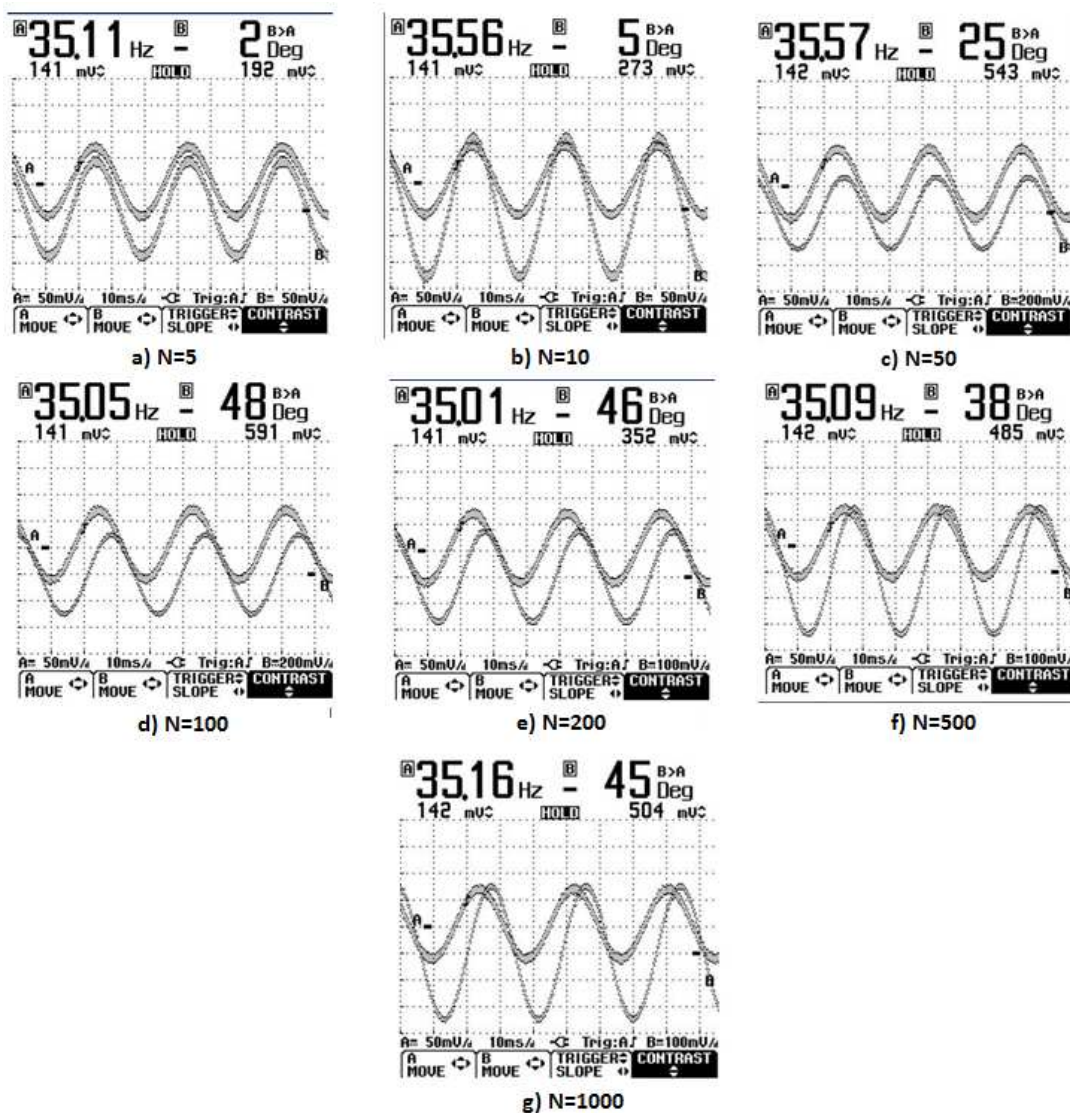 A 35.11 Hz B - 2 B>A Deg
141 mV HOLD 192 mV
A
B
A= 50mV/d 10ms/d Trig:A B= 50mV/d
A MOVE B MOVE TRIGGER SLOPE CONTRAST
a) N=5
A 35.56 Hz B - 5 B>A Deg
141 mV HOLD 273 mV
A
B
A= 50mV/d 10ms/d Trig:A B= 50mV/d
A MOVE B MOVE TRIGGER SLOPE CONTRAST
b) N=10
A 35.57 Hz B - 25 B>A Deg
142 mV HOLD 543 mV
A
B
A= 50mV/d 10ms/d Trig:A B=200mV/d
A MOVE B MOVE TRIGGER SLOPE CONTRAST
c) N=50
A 35.05 Hz B - 48 B>A Deg
141 mV HOLD 591 mV
A
B
A= 50mV/d 10ms/d Trig:A B=200mV/d
A MOVE B MOVE TRIGGER SLOPE CONTRAST
d) N=100
A 35.01 Hz B - 46 B>A Deg
141 mV HOLD 352 mV
A
B
A= 50mV/d 10ms/d Trig:A B=100mV/d
A MOVE B MOVE TRIGGER SLOPE CONTRAST
e) N=200
A 35.09 Hz B - 38 B>A Deg
142 mV HOLD 485 mV
A
B
A= 50mV/d 10ms/d Trig:A B=100mV/d
A MOVE B MOVE TRIGGER SLOPE CONTRAST
f) N=500
A 35.16 Hz B - 45 B>A Deg
142 mV HOLD 504 mV
A
B
A= 50mV/d 10ms/d Trig:A B=100mV/d
A MOVE B MOVE TRIGGER SLOPE CONTRAST
g) N=1000